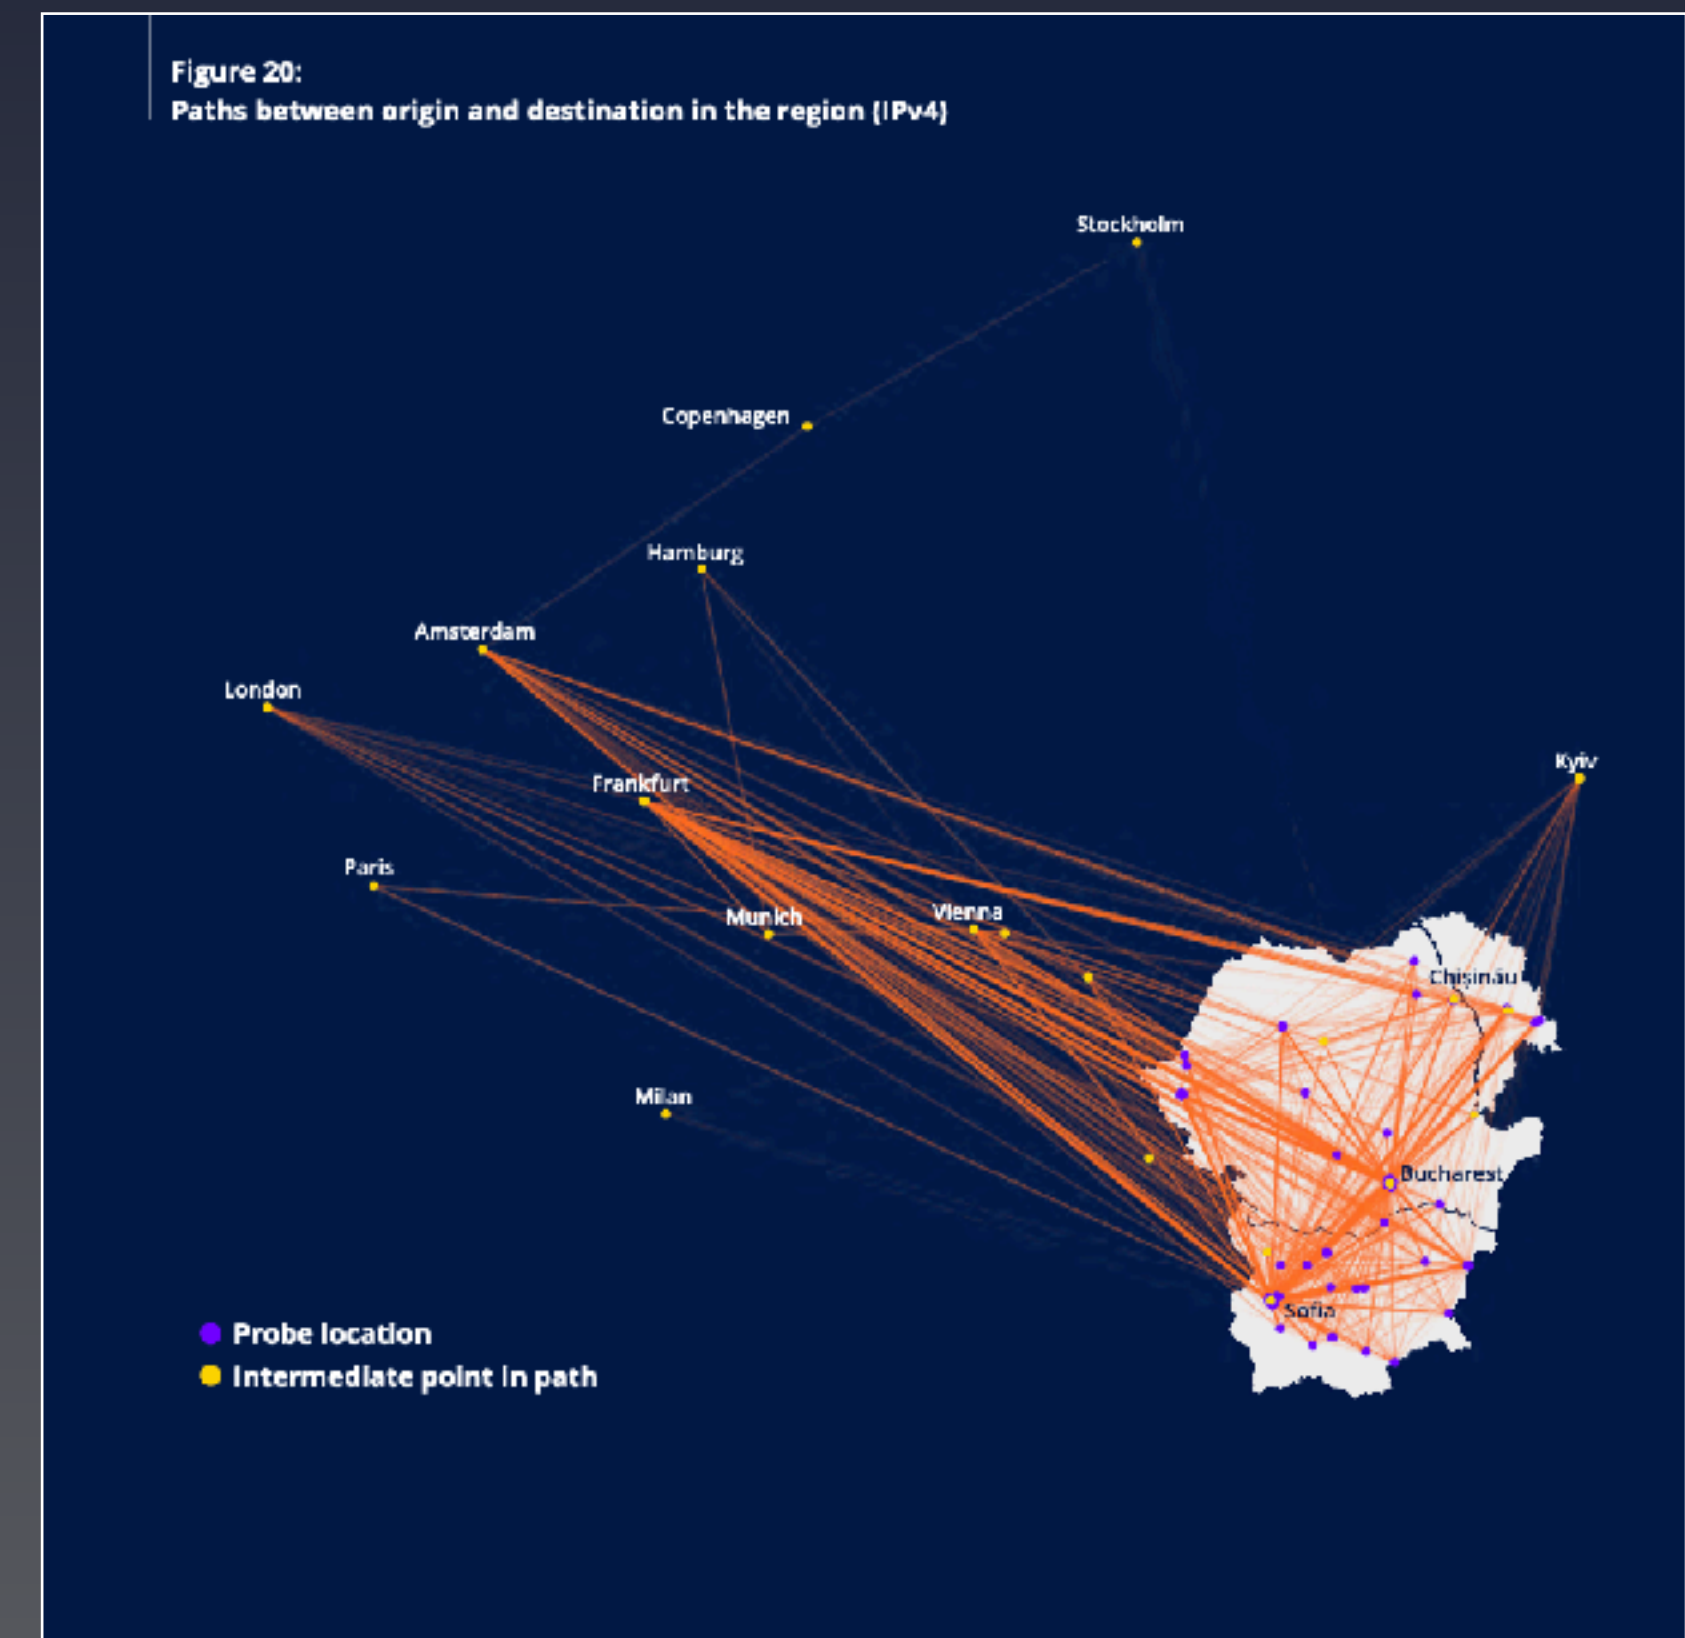 Figure 20:
Paths between origin and destination in the region (IPv4)
Stockholm
Copenhagen
Hamburg
Amsterdam
London
Kyiv
Frankfurt
Paris
Munich
Vienna
Chișinău
Milan
Bucharest
Sofia
Probe location
Intermediate point in path